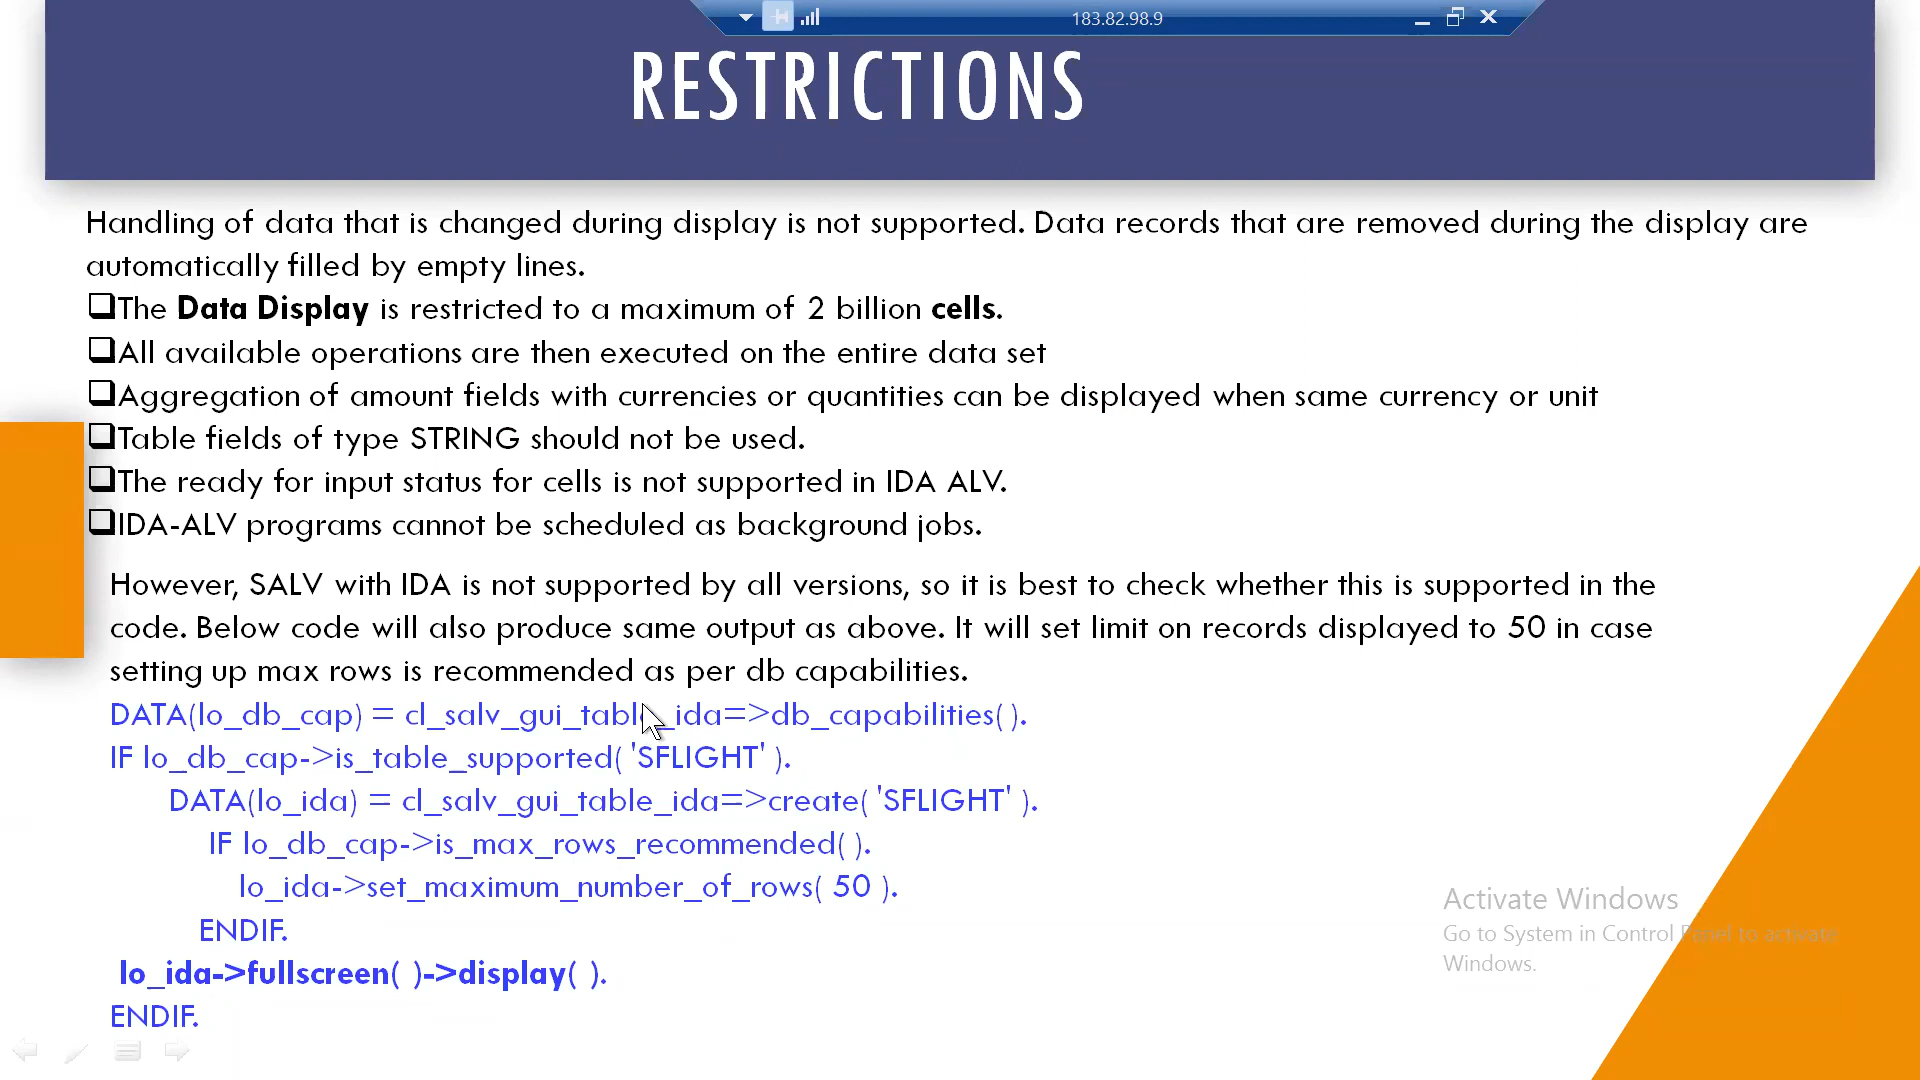 183.82.98.9
RESTRICTIONS
Handling of data that is changed during display is not supported. Data records that are removed during the display are
automatically filled by empty lines.
❑The Data Display is restricted to a maximum of 2 billion cells.
❑All available operations are then executed on the entire data set
❑Aggregation of amount fields with currencies or quantities can be displayed when same currency or unit
❑Table fields of type STRING should not be used.
❑The ready for input status for cells is not supported in IDA ALV.
❑IDA-ALV programs cannot be scheduled as background jobs.
However, SALV with IDA is not supported by all versions, so it is best to check whether this is supported in the
code. Below code will also produce same output as above. It will set limit on records displayed to 50 in case
setting up max rows is recommended as per db capabilities.
DATA(lo_db_cap) = cl_salv_gui_table_ida=>db_capabilities( ).
IF lo_db_cap->is_table_supported( 'SFLIGHT' ).
DATA(lo_ida) = cl_salv_gui_table_ida=>create( 'SFLIGHT' ).
IF lo_db_cap->is_max_rows_recommended( ).
lo_ida->set_maximum_number_of_rows( 50 ).
ENDIF.
lo_ida->fullscreen( )->display( ).
ENDIF.
Activate Windows
Go to System in Control Panel to activate
Windows.